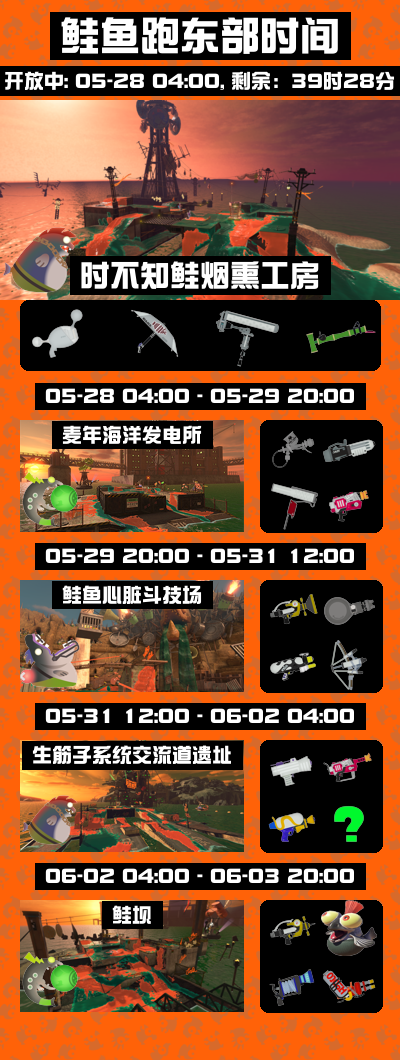 鲑鱼跑东部时间
开放中: 05-28 04:00, 剩余: 39时28分
时不知鲑烟熏工房
05-28 04:00 - 05-29 20:00
麦年海洋发电所
05-29 20:00 - 05-31 12:00
鲑鱼心脏斗技场
05-31 12:00 - 06-02 04:00
生筋子系统交流道遗址
?
06-02 04:00 - 06-03 20:00
鲑坝